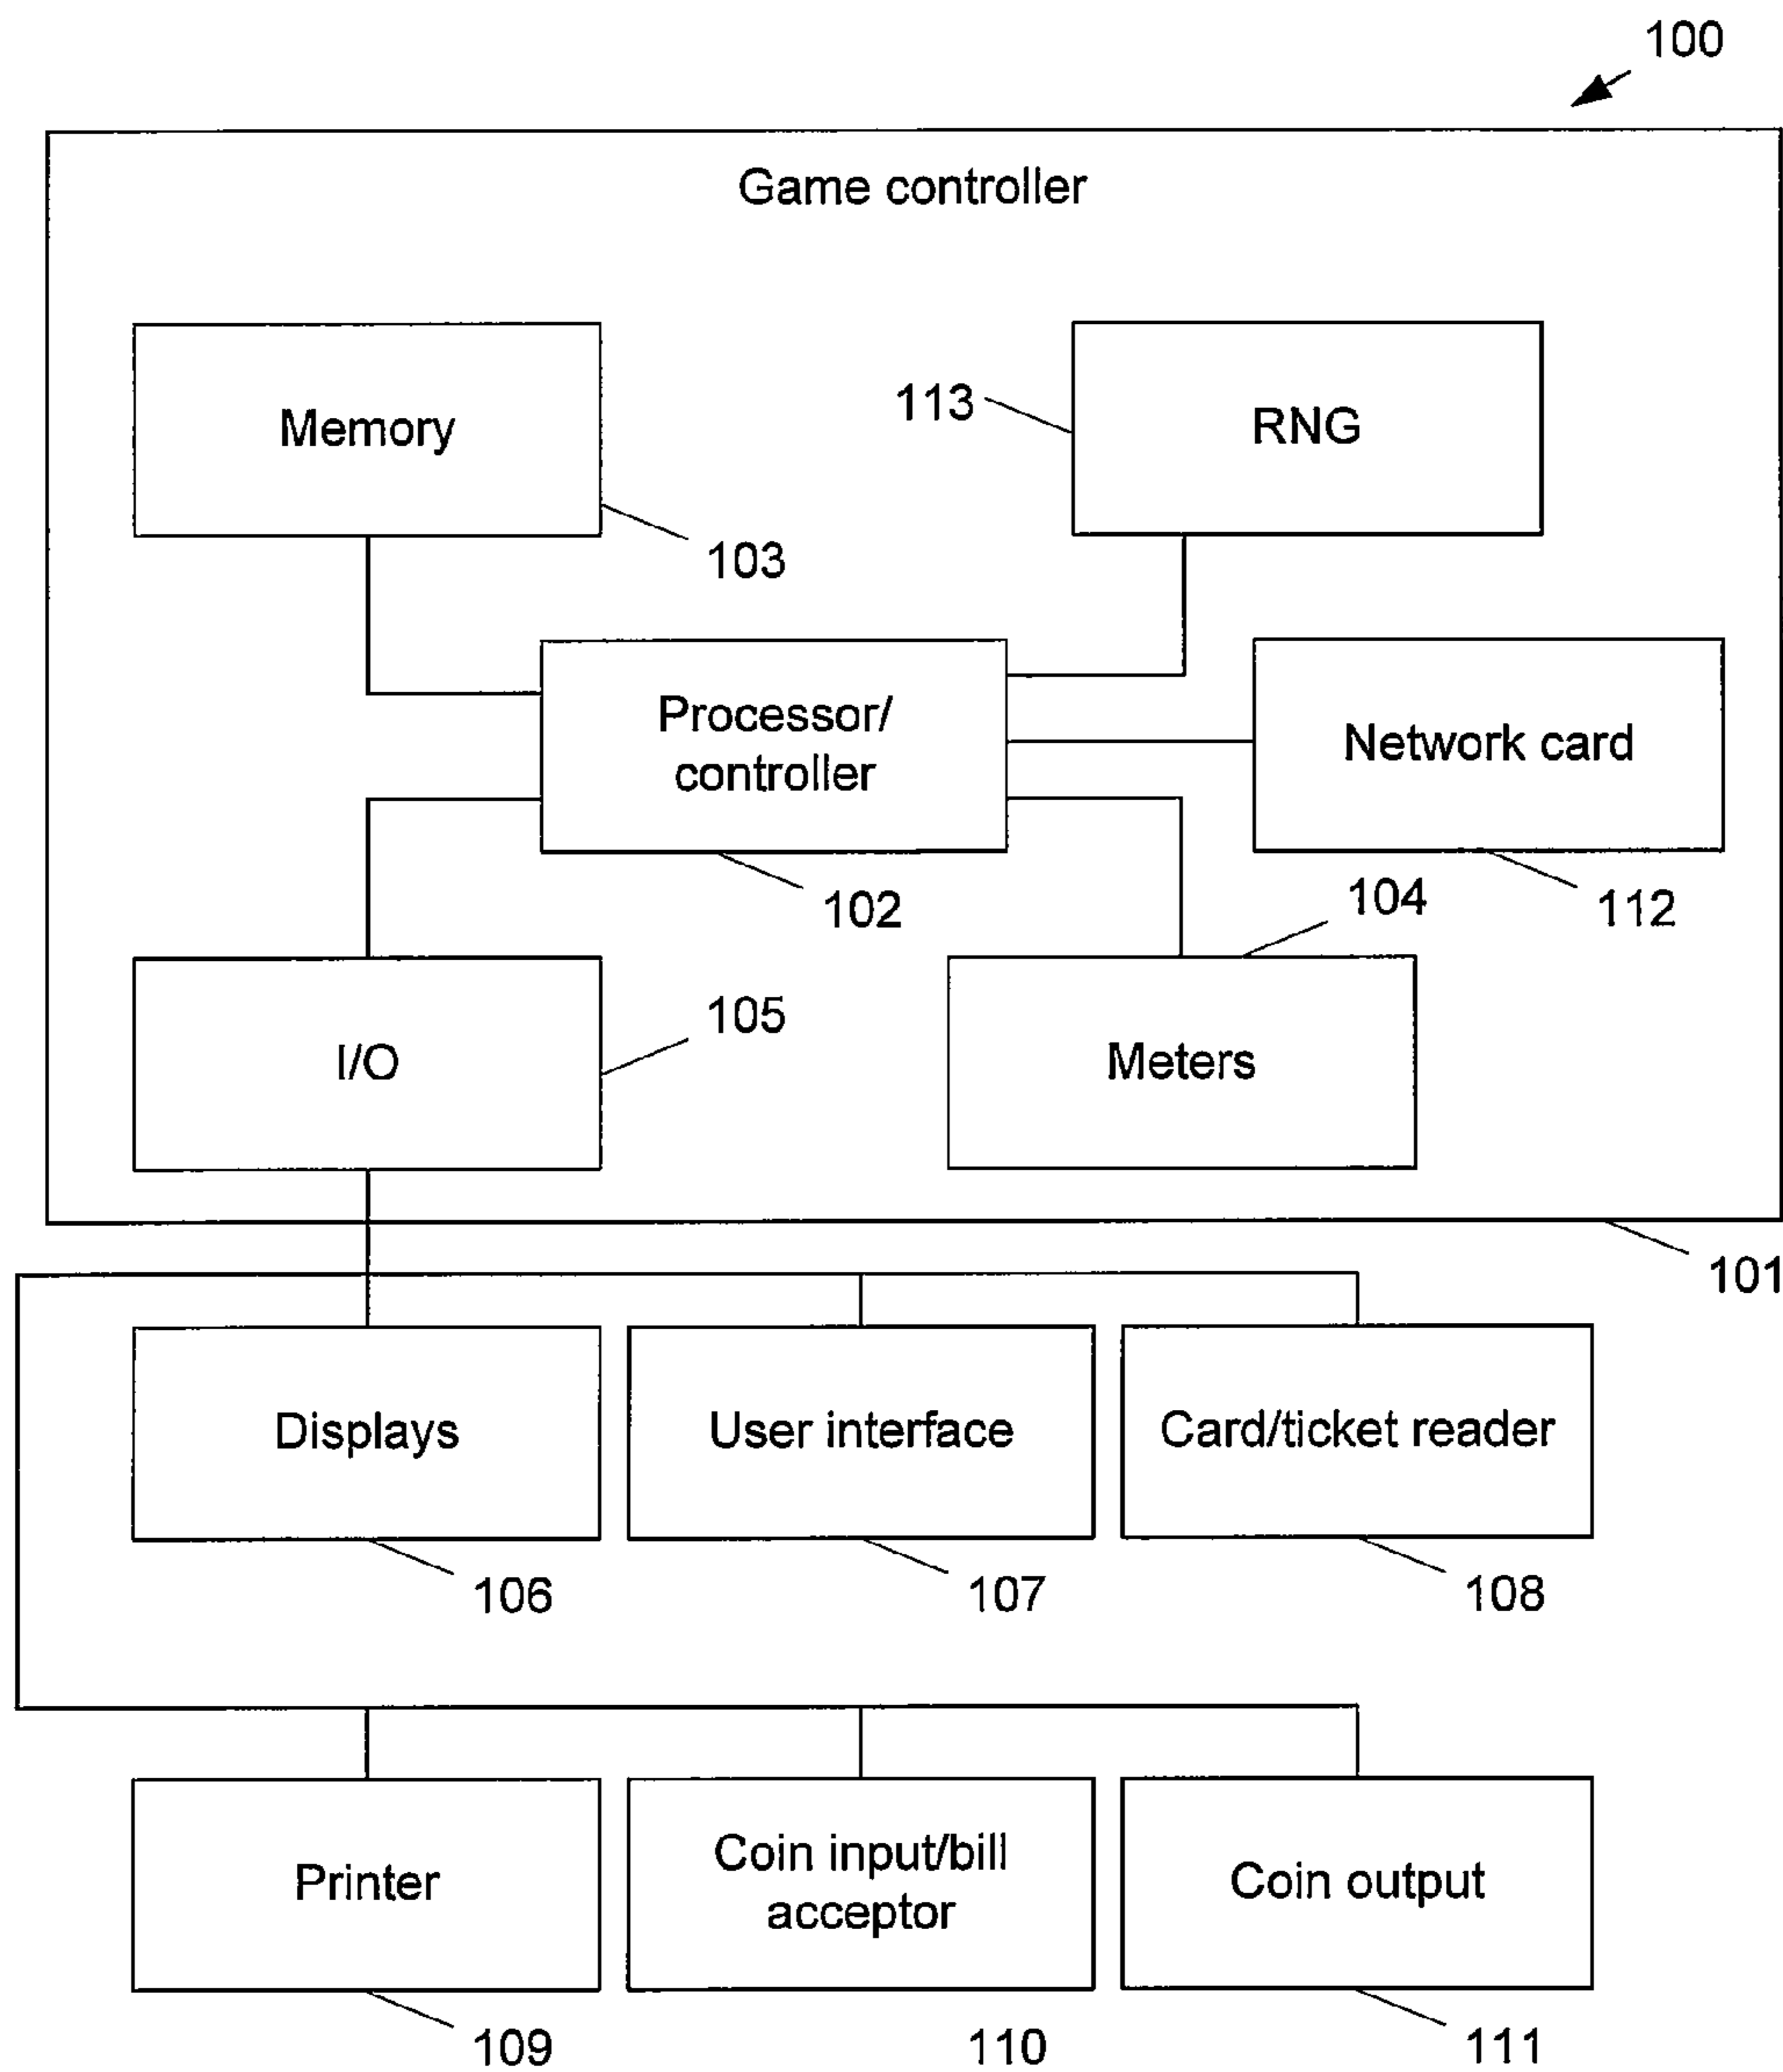 100
Game controller
Memory
113
RNG
103
Processor/
controller
Network card
102
104
112
I/O
105
Meters
101
Displays
User interface
Card/ticket reader
106
107
108
Printer
Coin input/bill
acceptor
Coin output
109
110
111